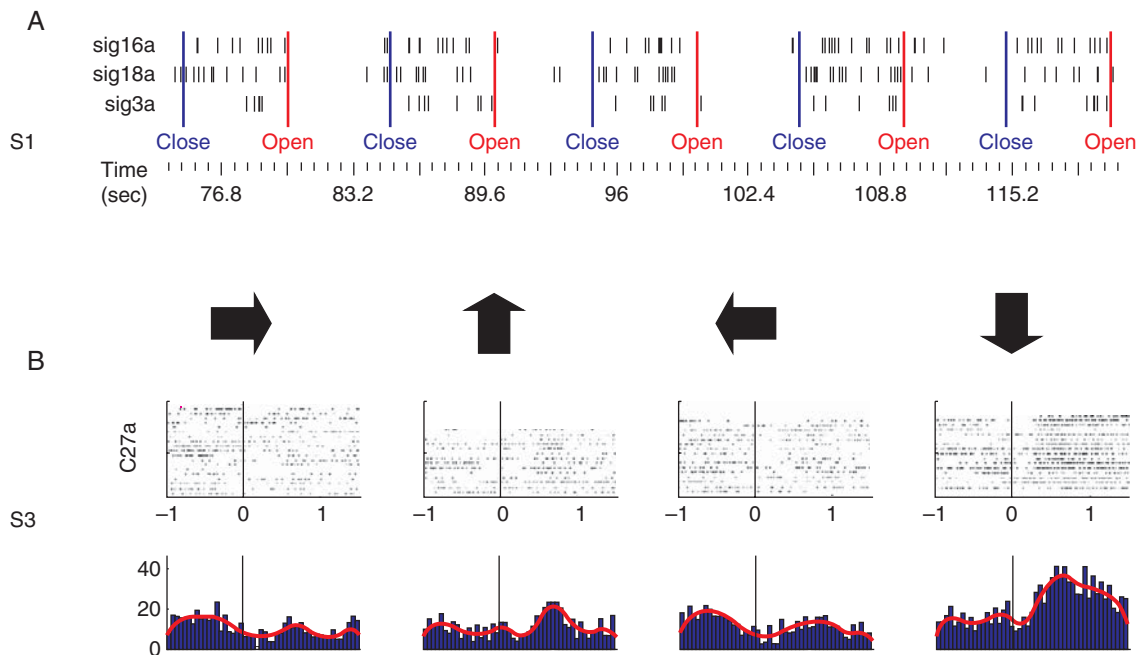 A
sig16a
sig18a
sig3a
S1
Close Open Close Open Close Open Close Open Close Open
Time
(sec)
76.8 83.2 89.6 96 102.4 108.8 115.2
B
C27a
S3
−1 0 1 −1 0 1 −1 0 1 −1 0 1
40
20
0